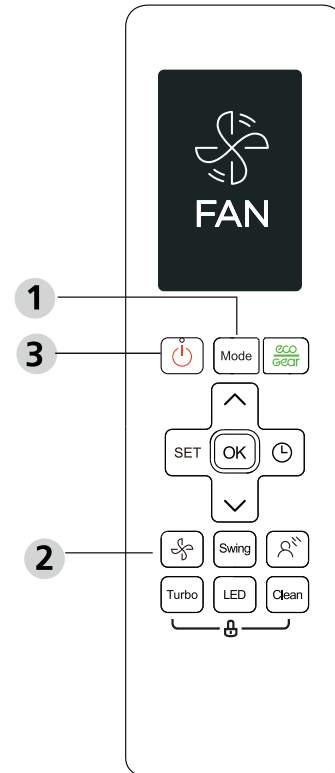 FAN
1
3
Mode
eco
Gear
SET
OK
2
Swing
Turbo
LED
Clean